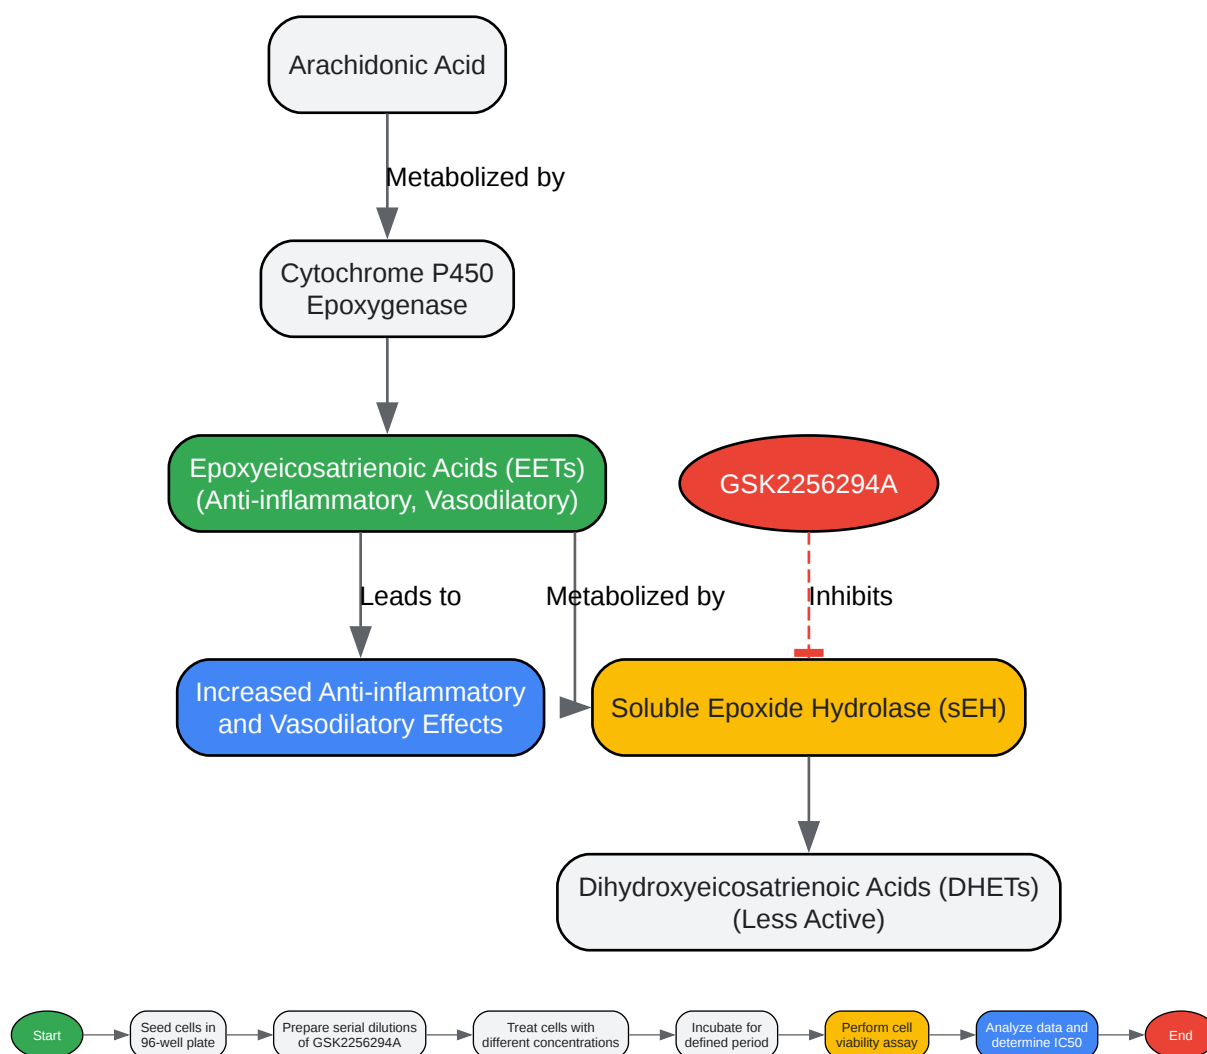 Arachidonic Acid
Metabolized by
Cytochrome P450
Epoxygenase
Epoxyeicosatrienoic Acids (EETs)
(Anti-inflammatory, Vasodilatory)
GSK2256294A
Leads to
Metabolized by
Inhibits
Increased Anti-inflammatory
and Vasodilatory Effects
Soluble Epoxide Hydrolase (sEH)
Dihydroxyeicosatrienoic Acids (DHETs)
(Less Active)
Start
Seed cells in
96-well plate
Prepare serial dilutions
of GSK2256294A
Treat cells with
different concentrations
Incubate for
defined period
Perform cell
viability assay
Analyze data and
determine IC50
End